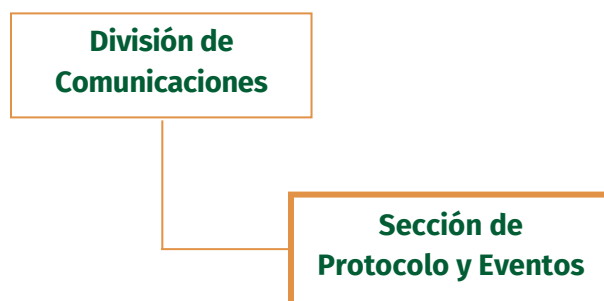 División de
Comunicaciones
Sección de
Protocolo y Eventos